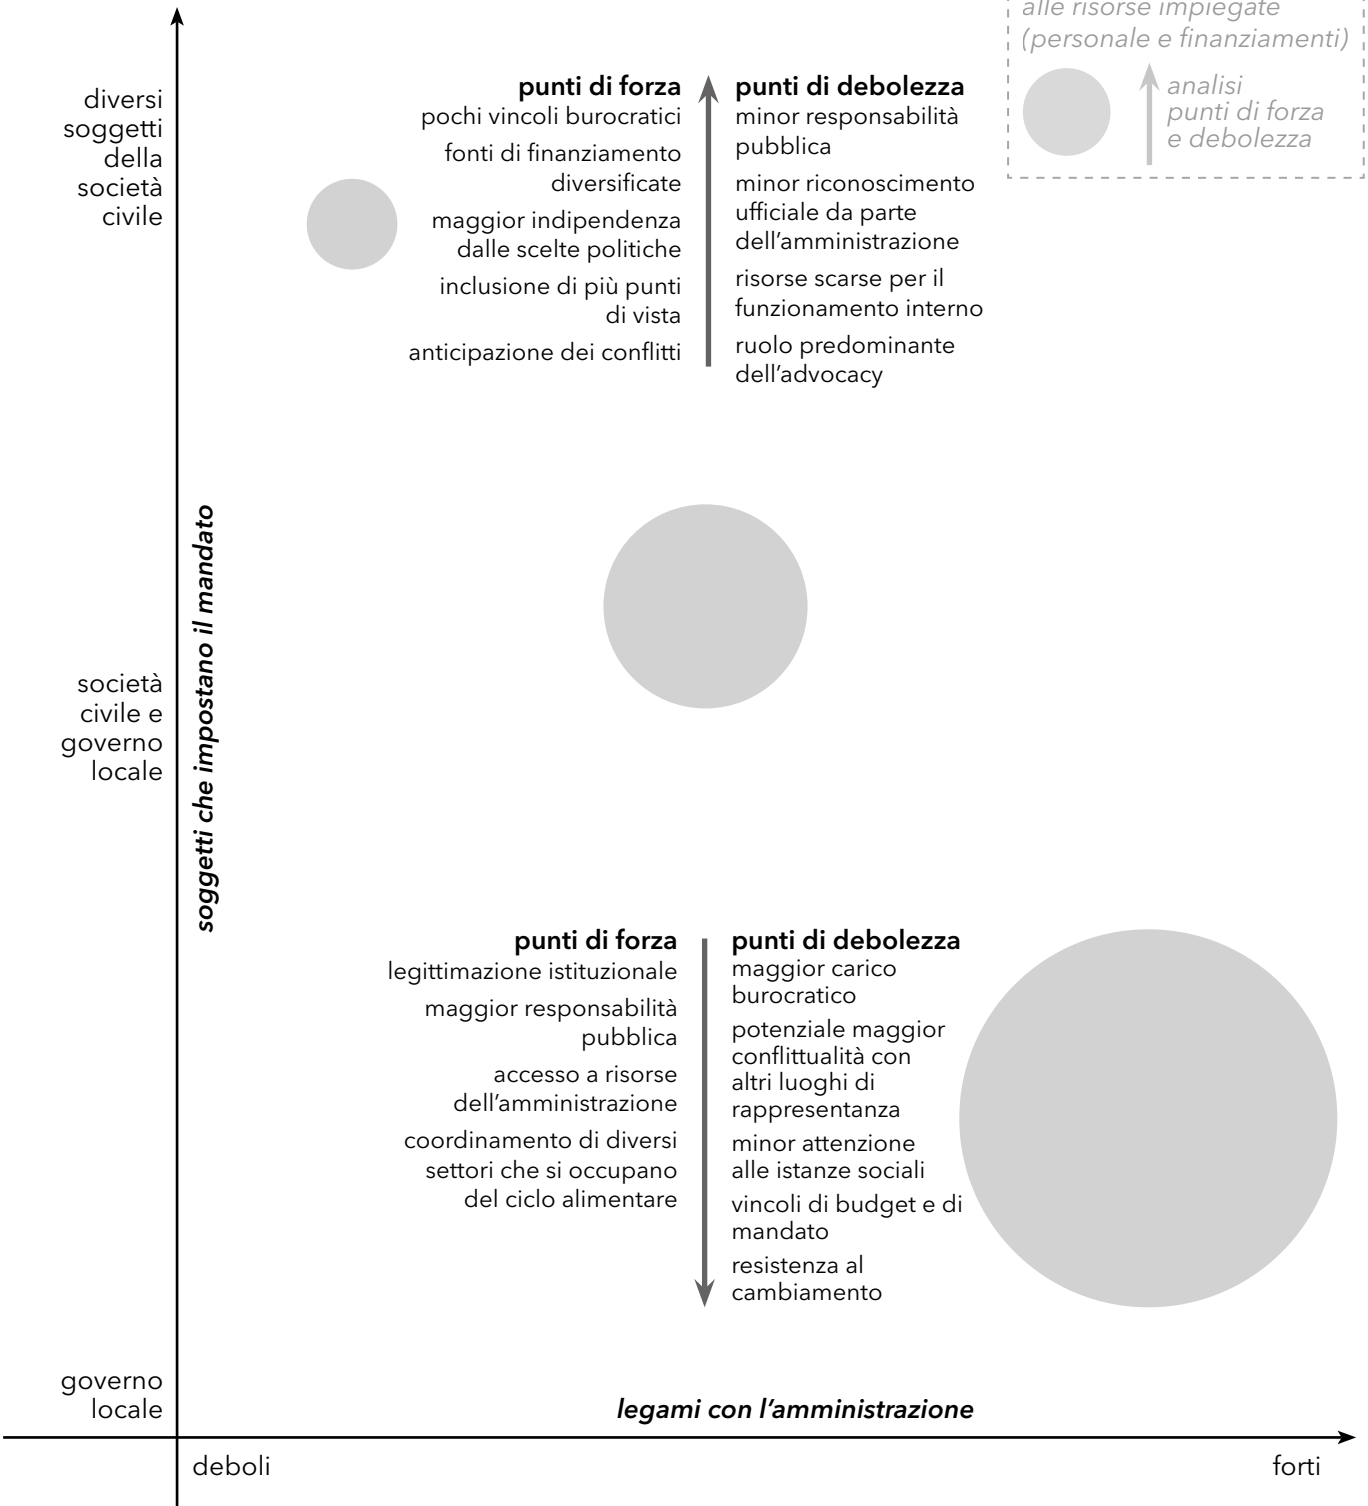 alle risorse impiegate
(personale e finanziamenti)
analisi
punti di forza
e debolezza
diversi
soggetti
della
società
civile
punti di forza
pochi vincoli burocratici
fonti di finanziamento
diversificate
maggior indipendenza
dalle scelte politiche
inclusione di più punti
di vista
anticipazione dei conflitti
punti di debolezza
minor responsabilità
pubblica
minor riconoscimento
ufficiale da parte
dell’amministrazione
risorse scarse per il
funzionamento interno
ruolo predominante
dell’advocacy
soggetti che impostano il mandato
società
civile e
governo
locale
punti di forza
legittimazione istituzionale
maggior responsabilità
pubblica
accesso a risorse
dell’amministrazione
coordinamento di diversi
settori che si occupano
del ciclo alimentare
punti di debolezza
maggior carico
burocratico
potenziale maggior
conflittualità con
altri luoghi di
rappresentanza
minor attenzione
alle istanze sociali
vincoli di budget e di
mandato
resistenza al
cambiamento
governo
locale
legami con l’amministrazione
deboli
forti